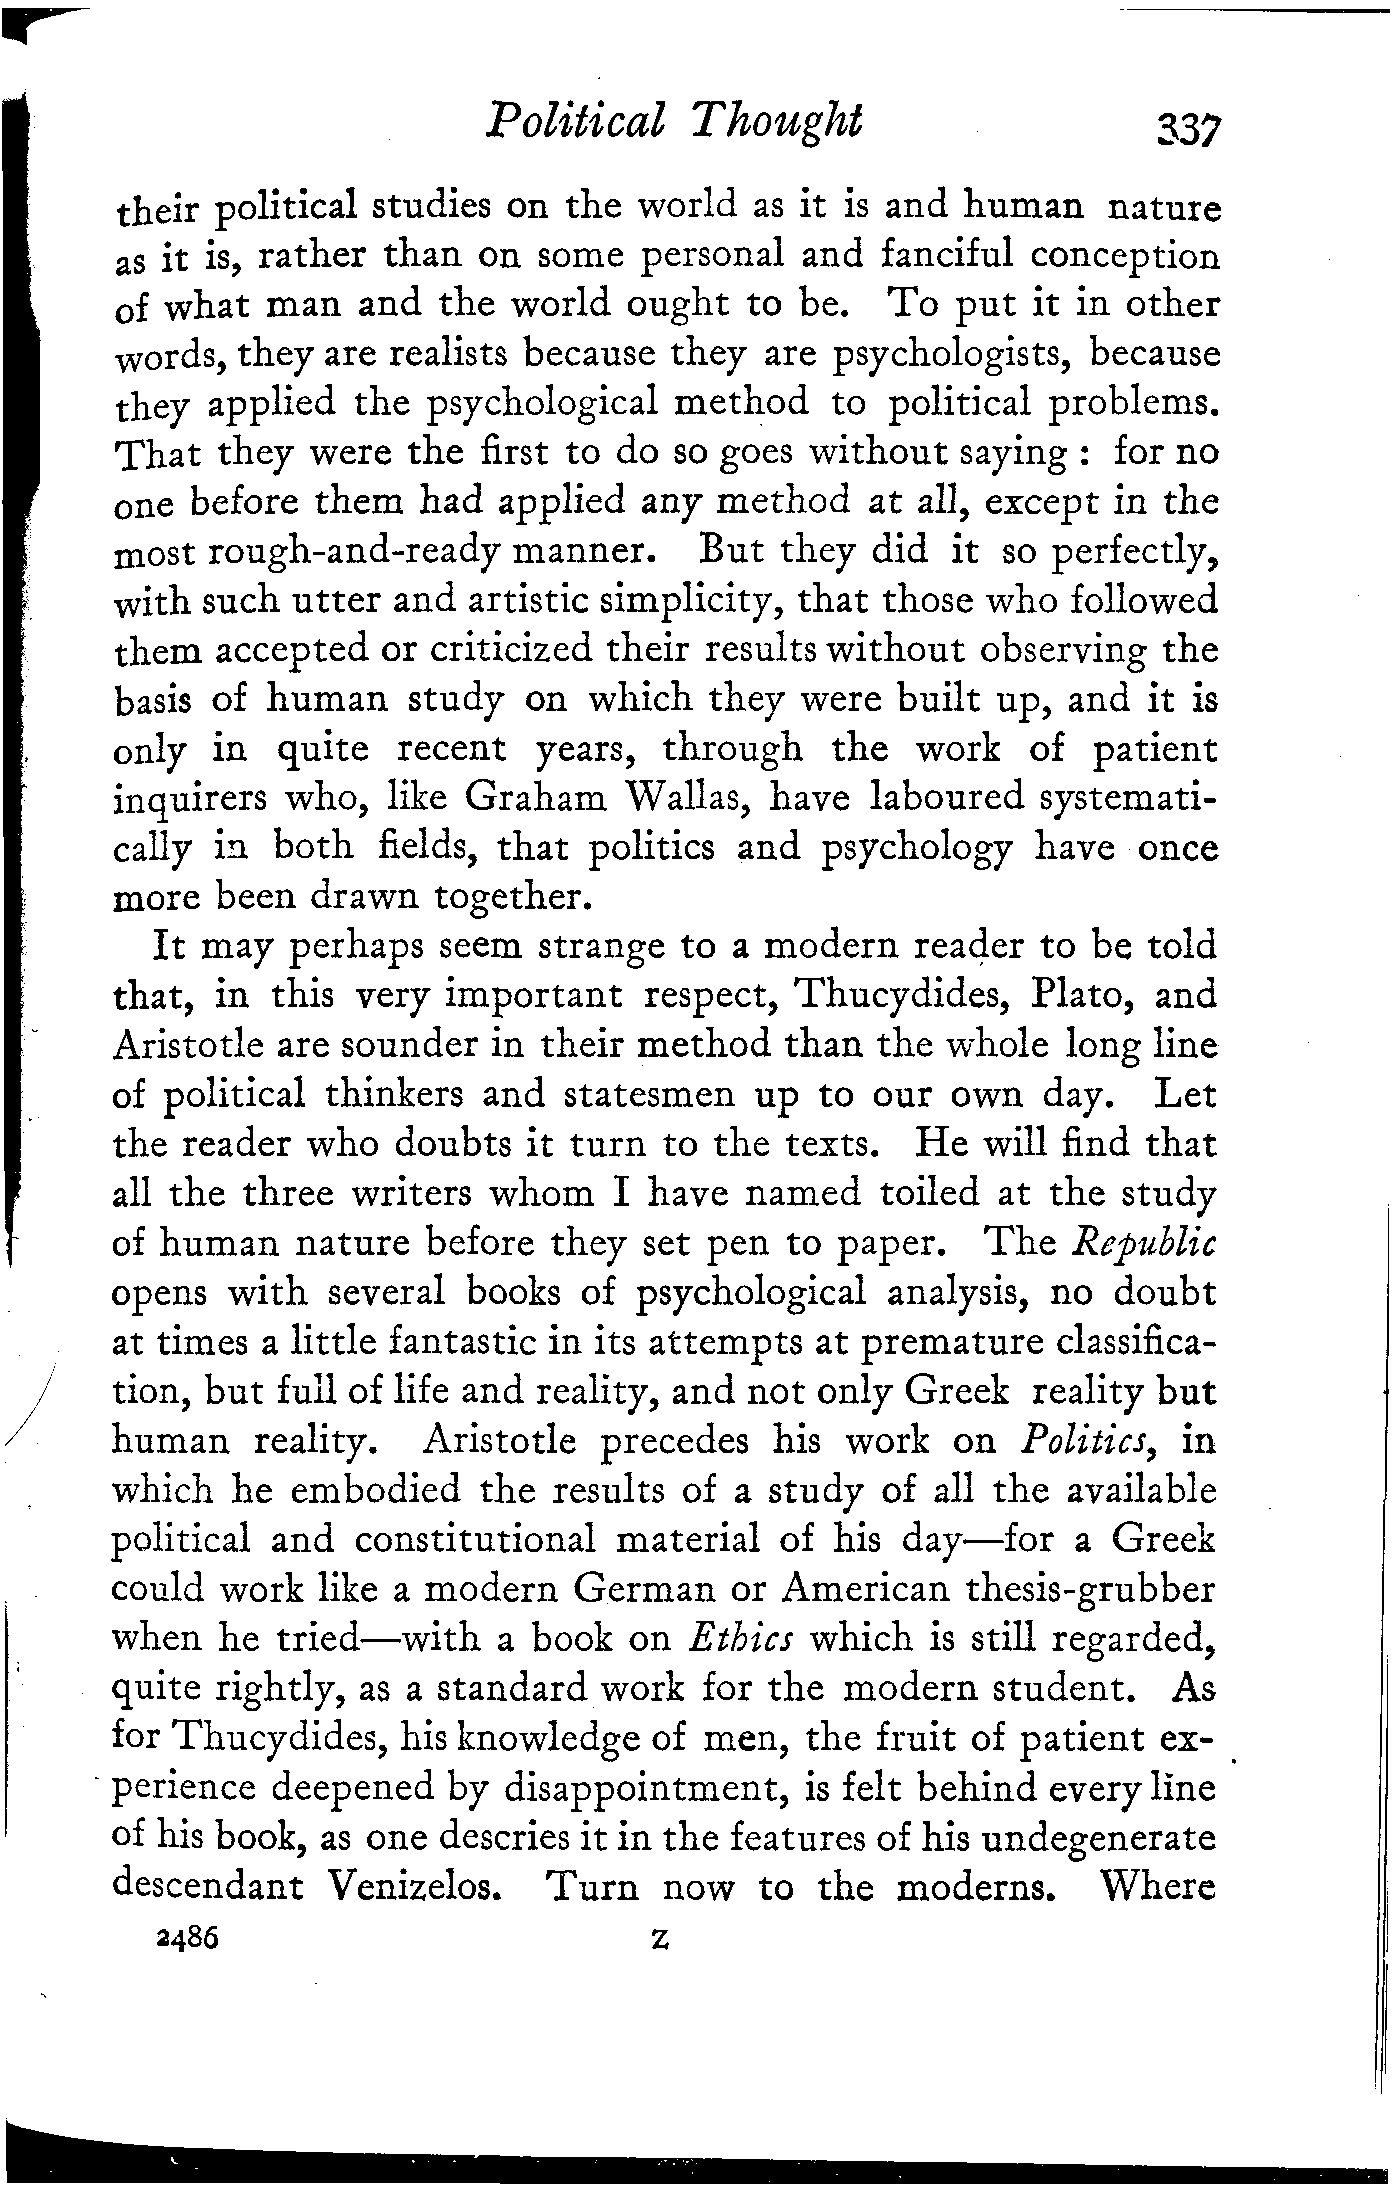 Political Thought 337
their political studies on the world as it is and human nature
as it is, rather than on some personal and fanciful conception
of what man and the world ought to be. To put it in other
words, they are realists because they are psychologists, because
they applied the psychological method to political problems.
That they were the first to do so goes without saying : for no
one before them had applied any method at all, except in the
most rough-and-ready manner. But they did it so perfectly,
with such utter and artistic simplicity, that those who followed
them accepted or criticized their results without observing the
basis of human study on which they were built up, and it is
only in quite recent years, through the work of patient
inquirers who, like Graham Wallas, have laboured systemati-
cally in both fields, that politics and psychology have once
more been drawn together.
It may perhaps seem strange to a modern reader to be told
that, in this very important respect, Thucydides, Plato, and
Aristotle are sounder in their method than the whole long line
of political thinkers and statesmen up to our own day. Let
the reader who doubts it turn to the texts. He will find that
all the three writers whom I have named toiled at the study
of human nature before they set pen to paper. The Republic
opens with several books of psychological analysis, no doubt
at times a little fantastic in its attempts at premature classifica-
tion, but full of life and reality, and not only Greek reality but
human reality. Aristotle precedes his work on Politics, in
which he embodied the results of a study of all the available
political and constitutional material of his day—for a Greek
could work like a modern German or American thesis-grubber
when he tried—with a book on Ethics which is still regarded,
quite rightly, as a standard work for the modern student. As
for Thucydides, his knowledge of men, the fruit of patient ex-
perience deepened by disappointment, is felt behind every line
of his book, as one descries it in the features of his undegenerate
descendant Venizelos. Turn now to the moderns. Where
2486 Z